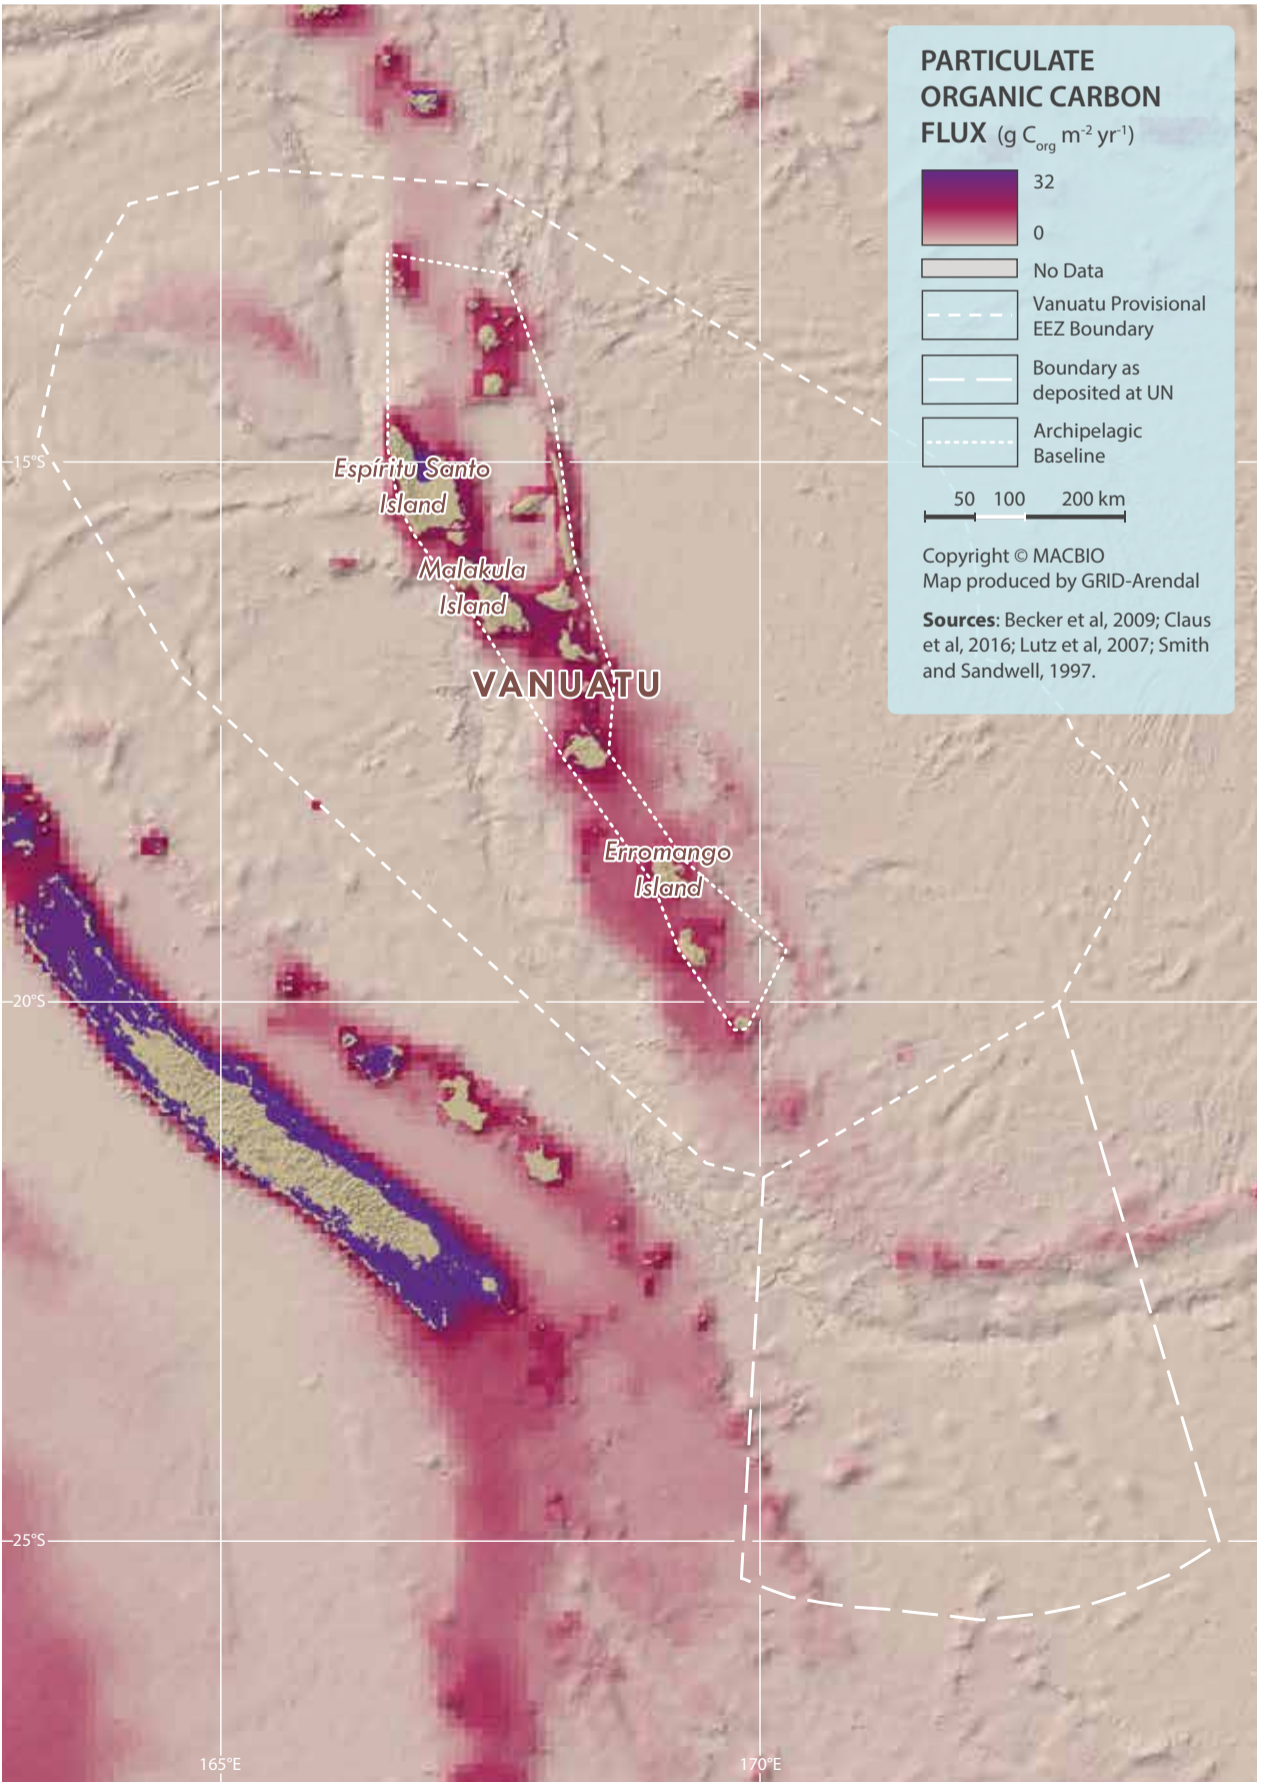 PARTICULATE
ORGANIC CARBON
FLUX (g C org m-2 yr-1)
32
0
No Data
Vanuatu Provisional
EEZ Boundary
Boundary as
deposited at UN
Archipelagic
Baseline
50 100 200 km
Copyright © MACBIO
Map produced by GRID-Arendal
Sources: Becker et al, 2009; Claus
et al, 2016; Lutz et al, 2007; Smith
and Sandwell, 1997.
15°S
Espíritu Santo
Island
Malakula
Island
VANUATU
Erromango
Island
20°S
25°S
165°E
170°E